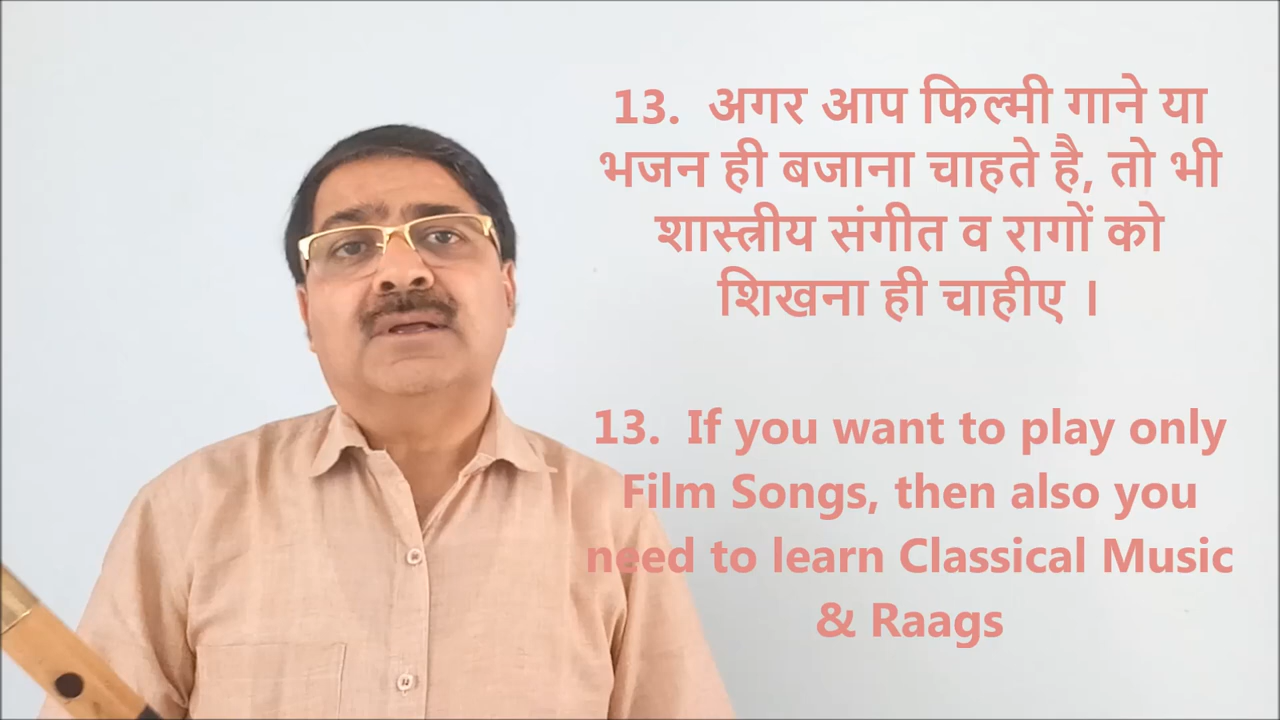 13. अगर आप फिल्मी गाने या
भजन ही बजाना चाहते है, तो भी
शास्त्रीय संगीत व रागों को
शिखना ही चाहीए ।
13. If you want to play only
Film Songs, then also you
need to learn Classical Music
& Raags